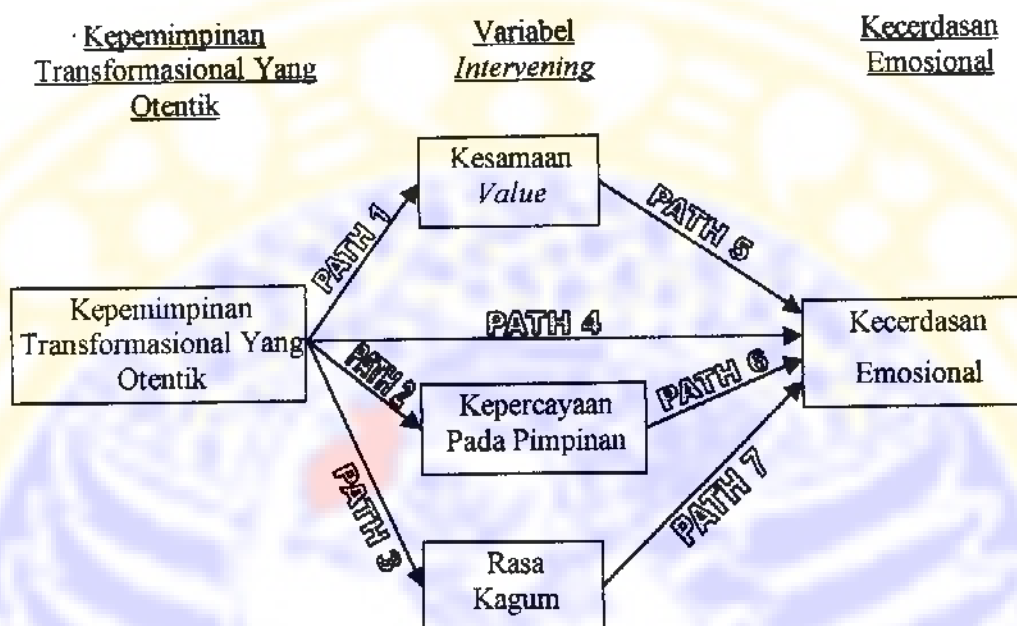 Kepemimpinan
Transformasional Yang
Otentik
Variabel
Intervening
Kecerdasan
Emosional
Kesamaan
Value
PATH 1
PATH 5
Kepemimpinan
Transformasional Yang
Otentik
PATH 4
Kecerdasan
Emosional
PATH 2
PATH 6
Kepercayaan
Pada Pimpinan
PATH 3
PATH 7
Rasa
Kagum